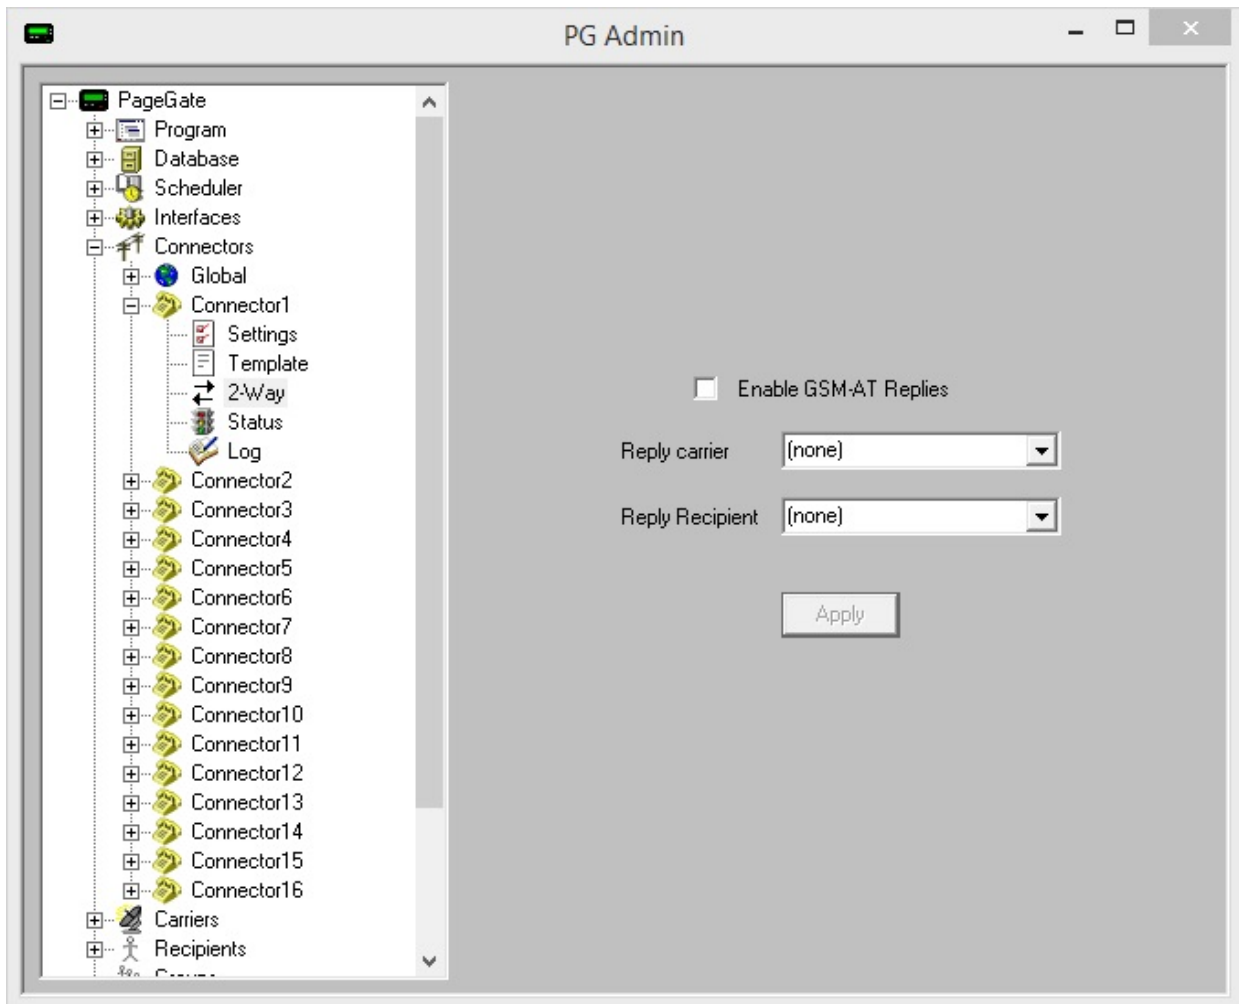 PG Admin
PageGate
Program
Database
Scheduler
Interfaces
Connectors
Global
Connector1
Settings
Template
2-Way
Status
Log
Connector2
Connector3
Connector4
Connector5
Connector6
Connector7
Connector8
Connector9
Connector10
Connector11
Connector12
Connector13
Connector14
Connector15
Connector16
Carriers
Recipients
Enable GSM-AT Replies
Reply carrier (none)
Reply Recipient (none)
Apply